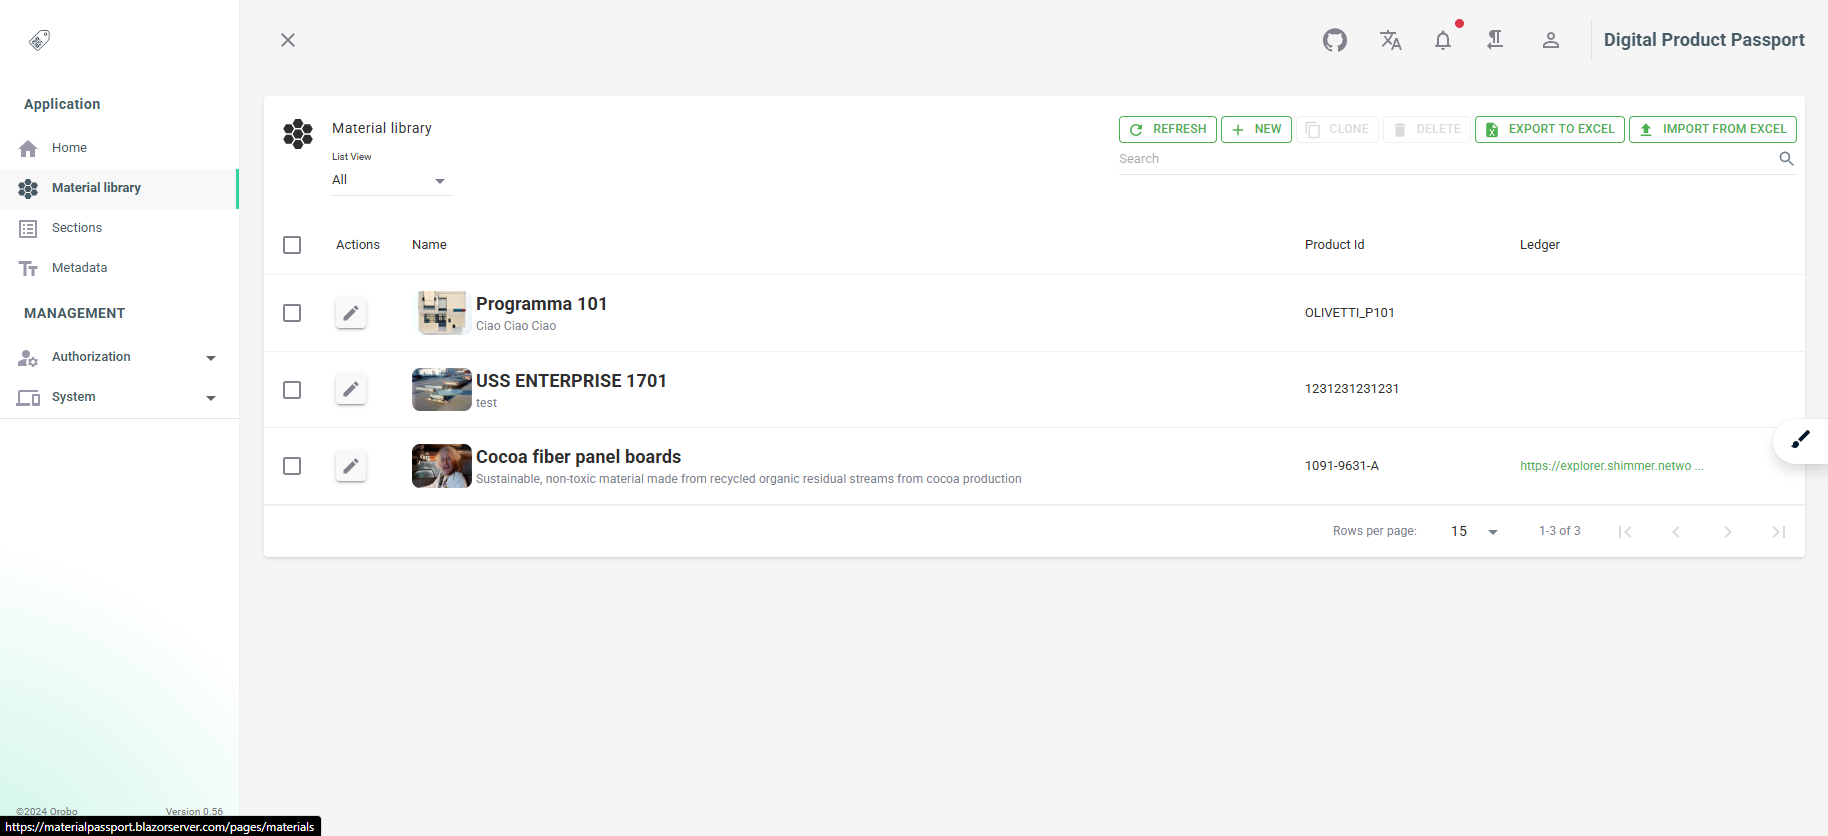 Digital Product Passport
Application
Home
Material library
Sections
Metadata
MANAGEMENT
Authorization
System
©2024 Orobo
Version 0.56
https://materialpassport.blazorserver.com/pages/materials
Material library
List View
All
REFRESH
NEW
CLONE
DELETE
EXPORT TO EXCEL
IMPORT FROM EXCEL
Search
Actions Name Product Id Ledger
Programma 101
Ciao Ciao Ciao
OLIVETTI_P101
USS ENTERPRISE 1701
test
1231231231231
Cocoa fiber panel boards
Sustainable, non-toxic material made from recycled organic residual streams from cocoa production
1091-9631-A
https://explorer.shimmer.netwo ...
Rows per page: 15 1-3 of 3